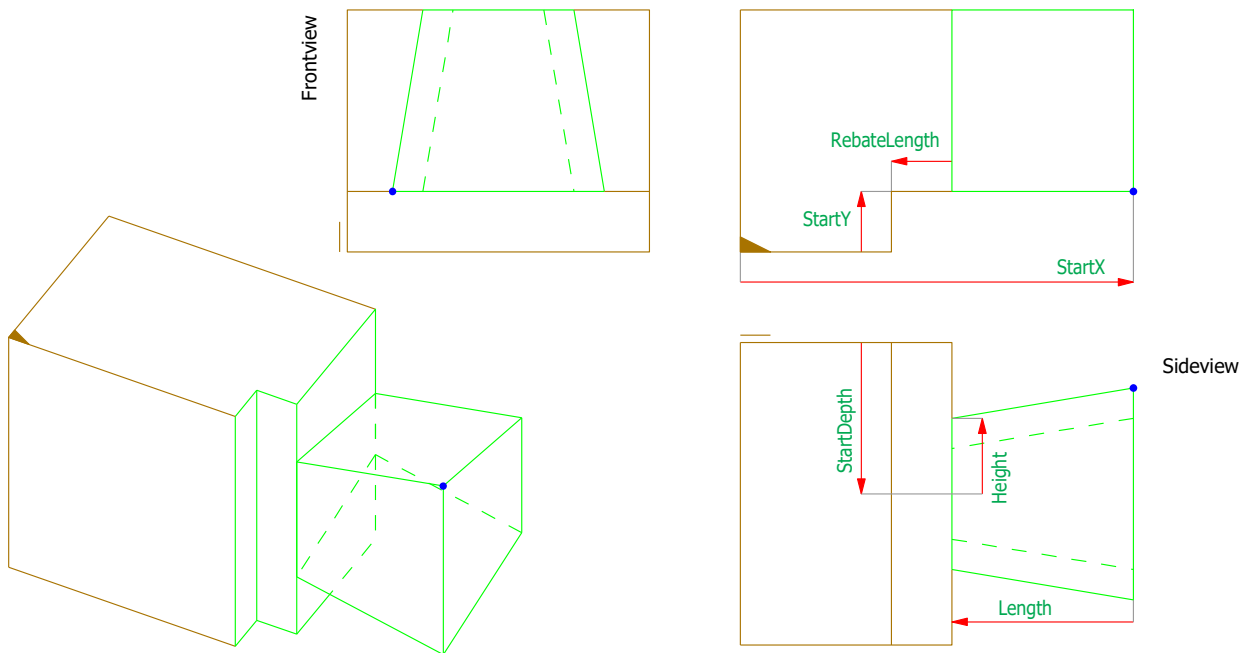 Frontview
RebateLength
StartY
StartX
Sideview
StartDepth
Height
Length